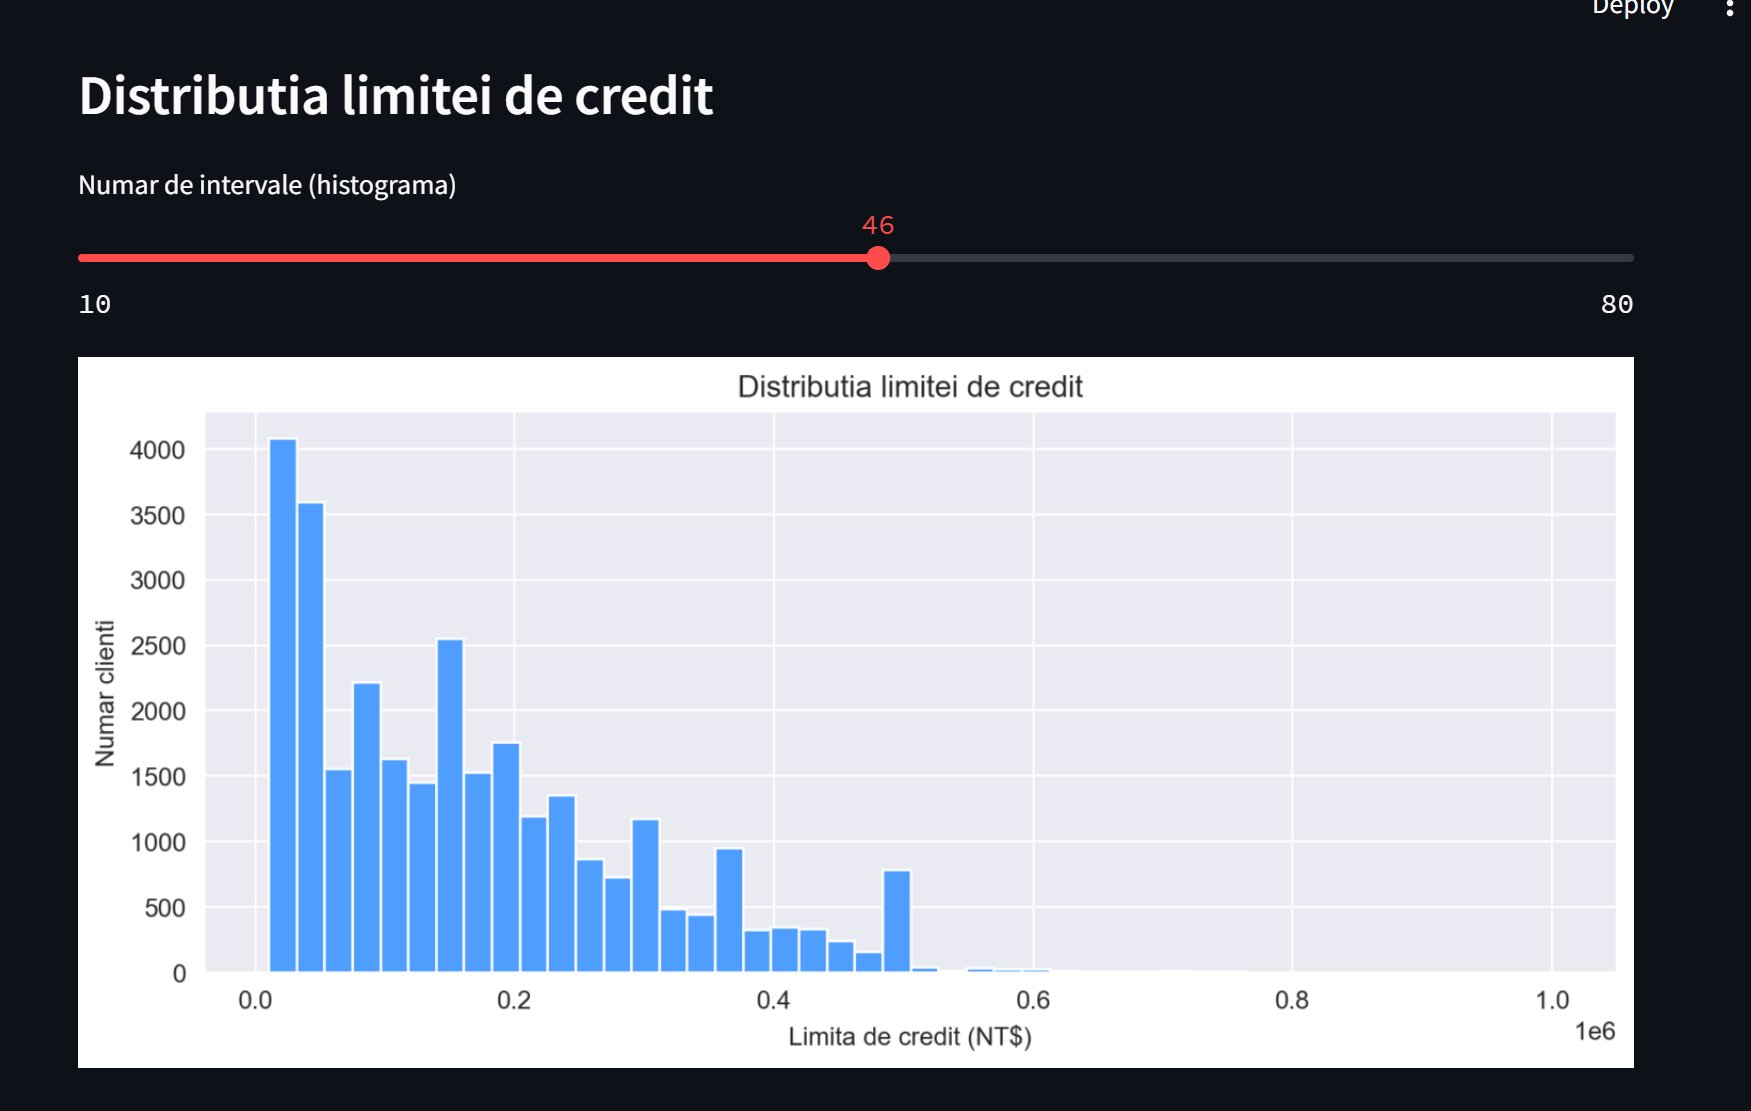 Deploy
Distributia limitei de credit
Numar de intervale (histograma)
46
10
80
Distributia limitei de credit
4000
3500
3000
2500
2000
1500
1000
500
0
Numar clienti
0.0 0.2 0.4 0.6 0.8 1.0
1e6
Limita de credit (NT$)